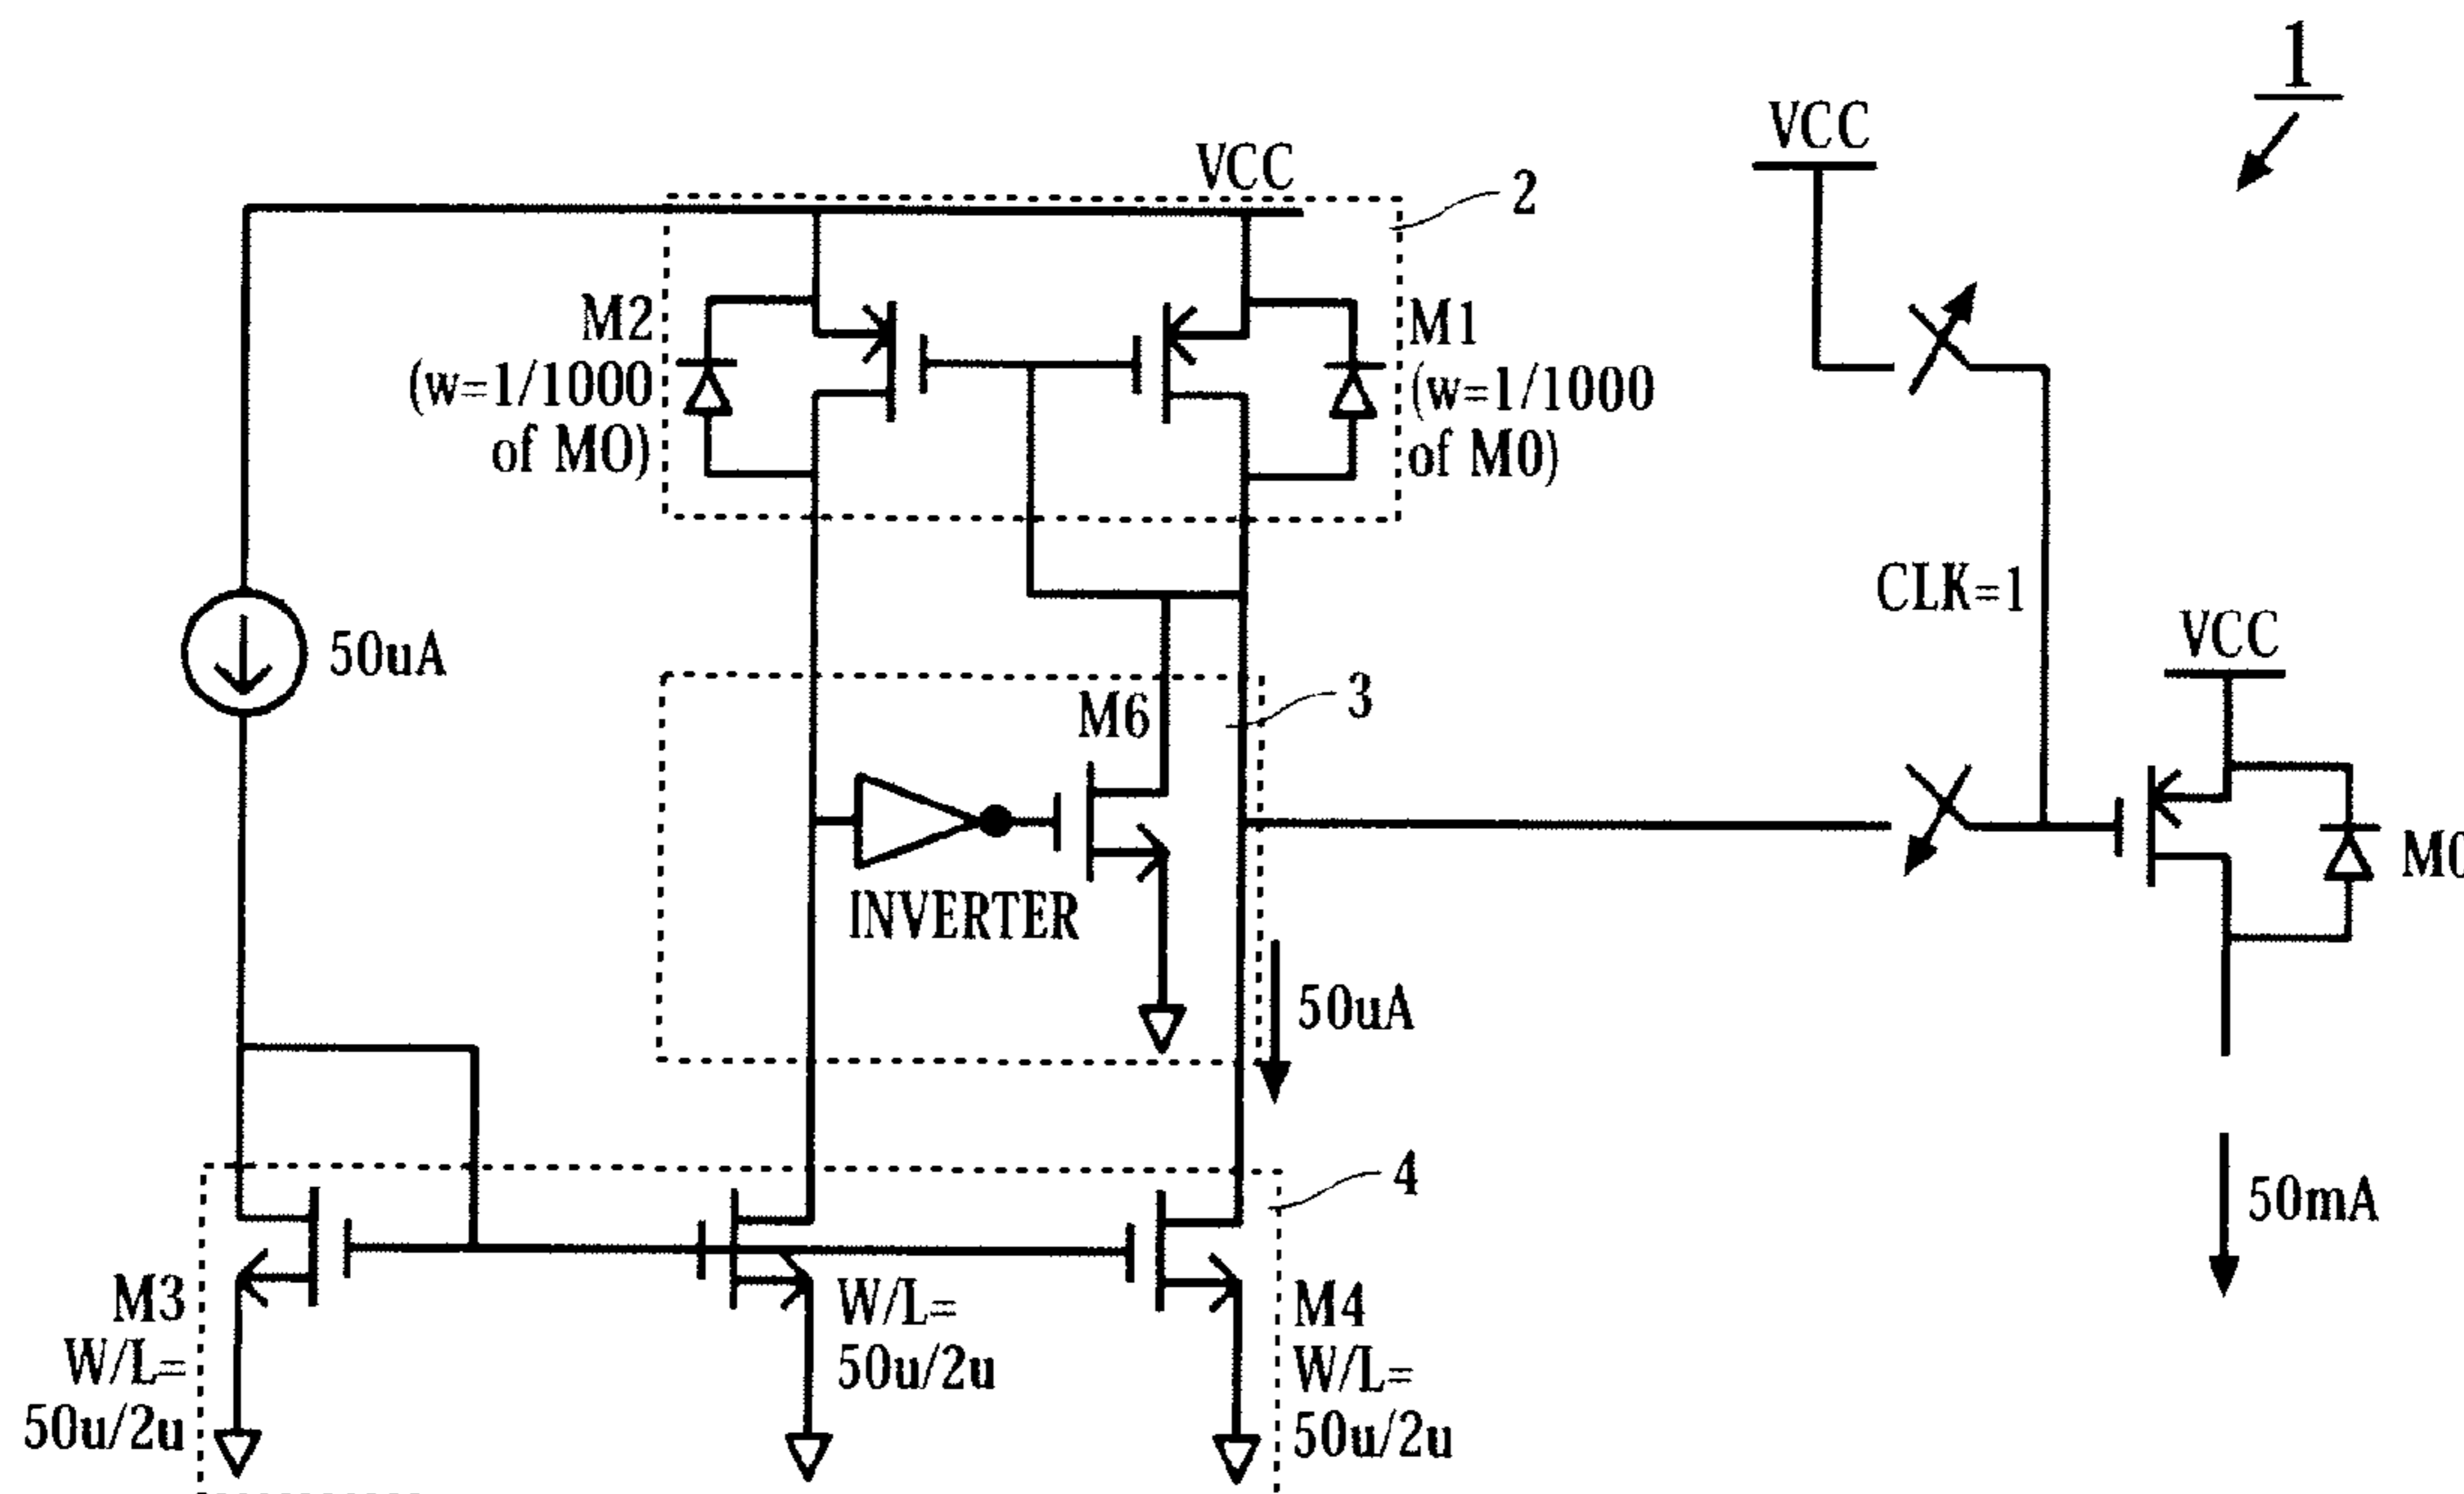 1
VCC
VCC
2
M2
(w=1/1000
of MO)
M1
(w=1/1000
of M0)
50uA
CLK=1
VCC
3
M6
INVERTER
M0
50uA
4
50mA
M3
W/L=
50u/2u
W/L=
50u/2u
M4
W/L=
50u/2u